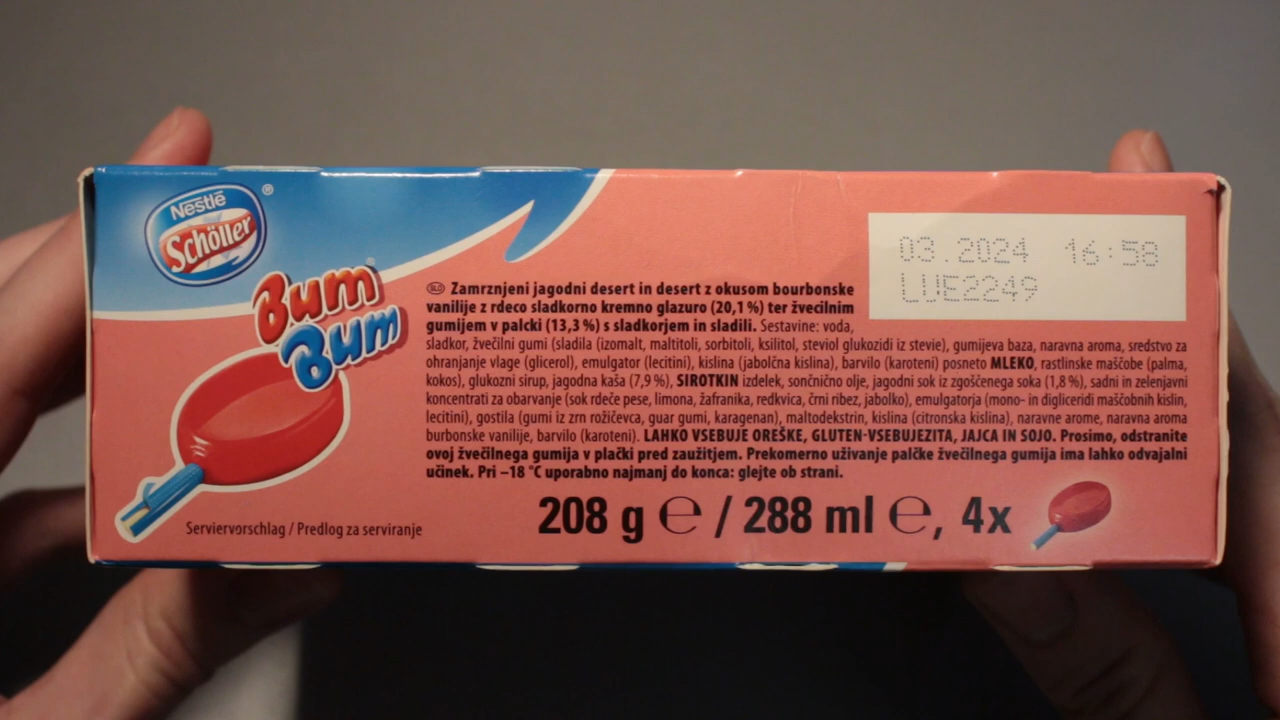 Nestlé
Schöller
®
Bum®
Bum
03.2024 16:58
LUE2249
SLO Zamrznjeni jagodni desert in desert z okusom bourbonske
vanilije z rdeco sladkorno kremno glazuro (20,1 %) ter žvecilnim
gumijem v palcki (13,3 %) s sladkorjem in sladili. Sestavine: voda,
sladkor, žvečilni gumi (sladila (izomalt, maltitoli, sorbitoli, ksilitol, steviol glukozidi iz stevie), gumijeva baza, naravna aroma, sredstvo za
ohranjanje vlage (glicerol), emulgator (lecitini), kislina (jabolčna kislina), barvilo (karoteni) posneto MLEKO, rastlinske maščobe (palma,
kokos), glukozni sirup, jagodna kaša (7,9 %), SIROTKIN izdelek, sončnično olje, jagodni sok iz zgoščenega soka (1,8 %), sadni in zelenjavni
koncentrati za obarvanje (sok rdeče pese, limona, žafranika, redkvica, črni ribez, jabolko), emulgatorja (mono- in digliceridi maščobnih kislin,
lecitini), gostila (gumi iz zrn rožičevca, guar gumi, karagenan), maltodekstrin, kislina (citronska kislina), naravne arome, naravna aroma
burbonske vanilije, barvilo (karoteni). LAHKO VSEBUJE OREŠKE, GLUTEN-VSEBUJEZITA, JAJCA IN SOJO. Prosimo, odstranite
ovoj žvečilnega gumija v plački pred zaužitjem. Prekomerno uživanje palčke žvečilnega gumija ima lahko odvajalni
učinek. Pri –18 °C uporabno najmanj do konca: glejte ob strani.
Serviervorschlag / Predlog za serviranje
208 g ℮ / 288 ml ℮, 4x